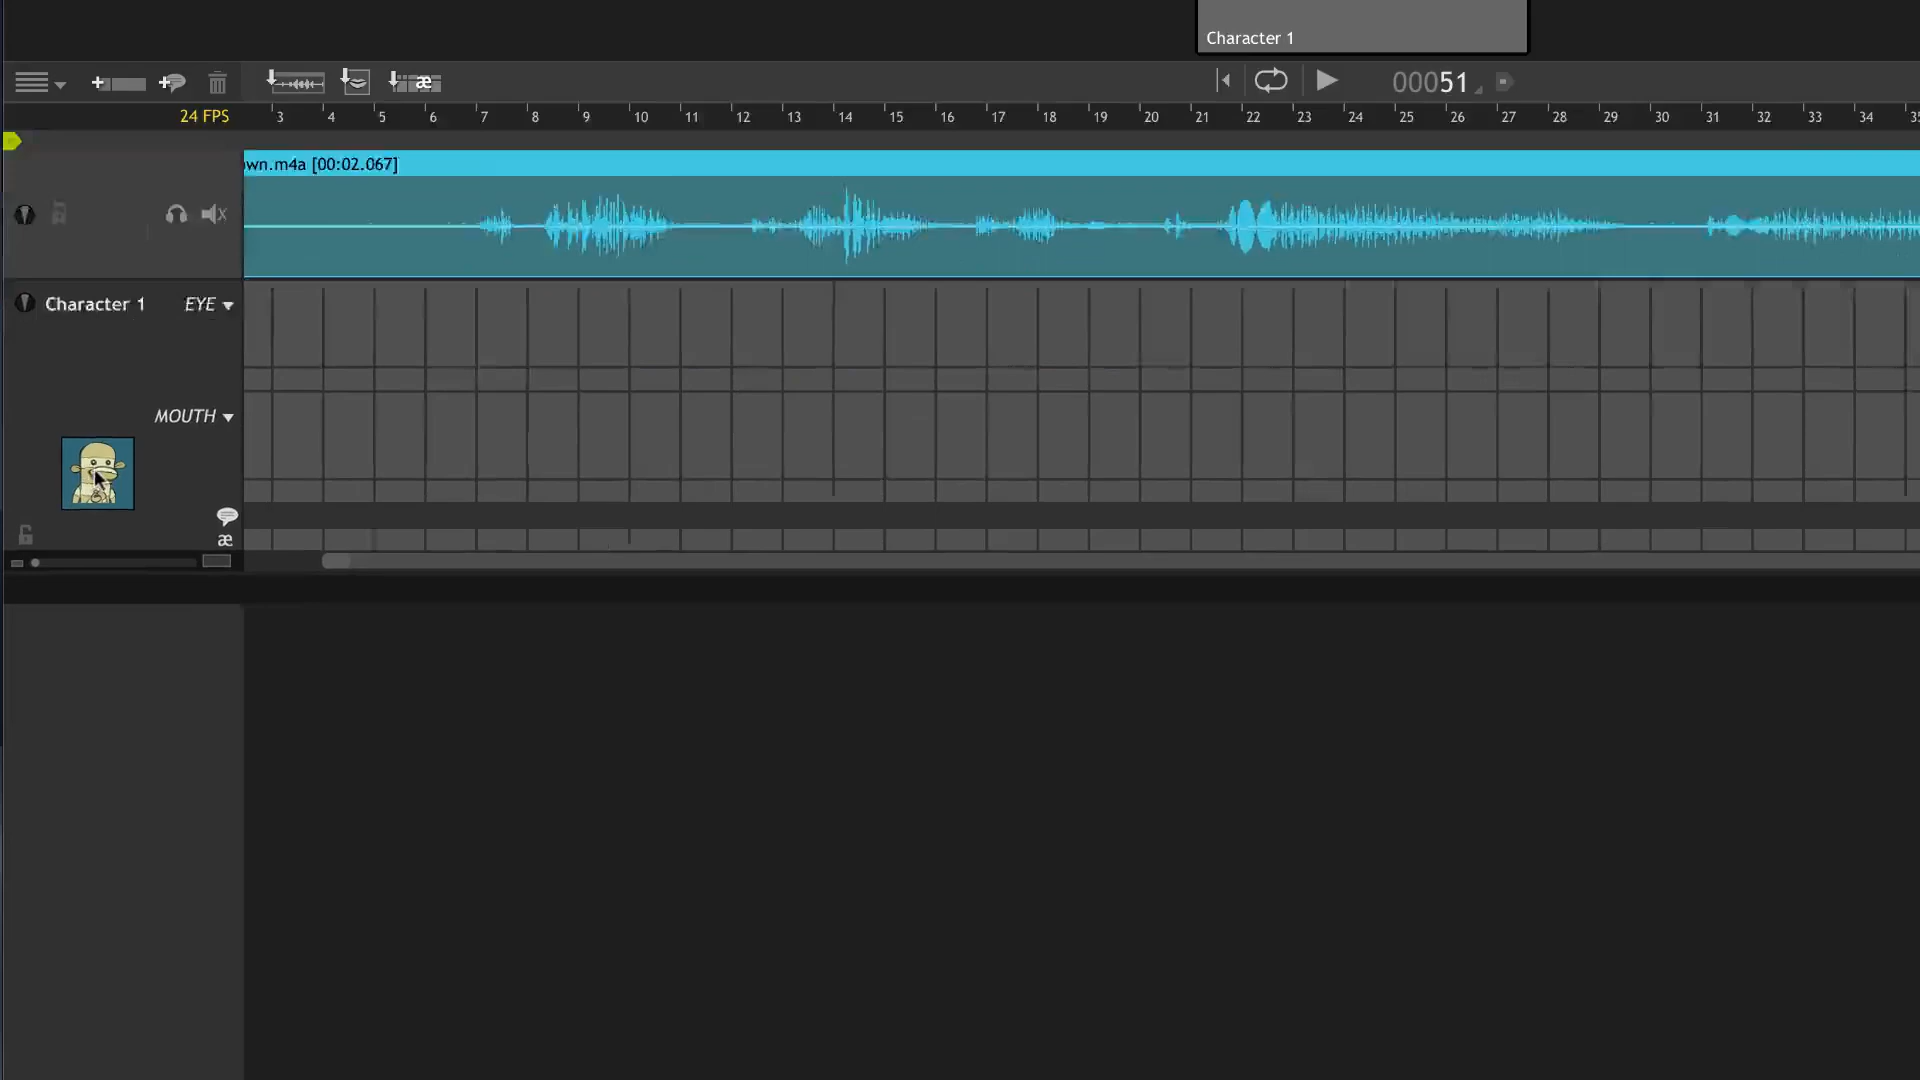 Character 1
æ
00051
24 FPS
3 4 5 6 7 8 9 10 11 12 13 14 15 16 17 18 19 20 21 22 23 24 25 26 27 28 29 30 31 32 33 34
wn.m4a [00:02.067]
Character 1 EYE
MOUTH
æ